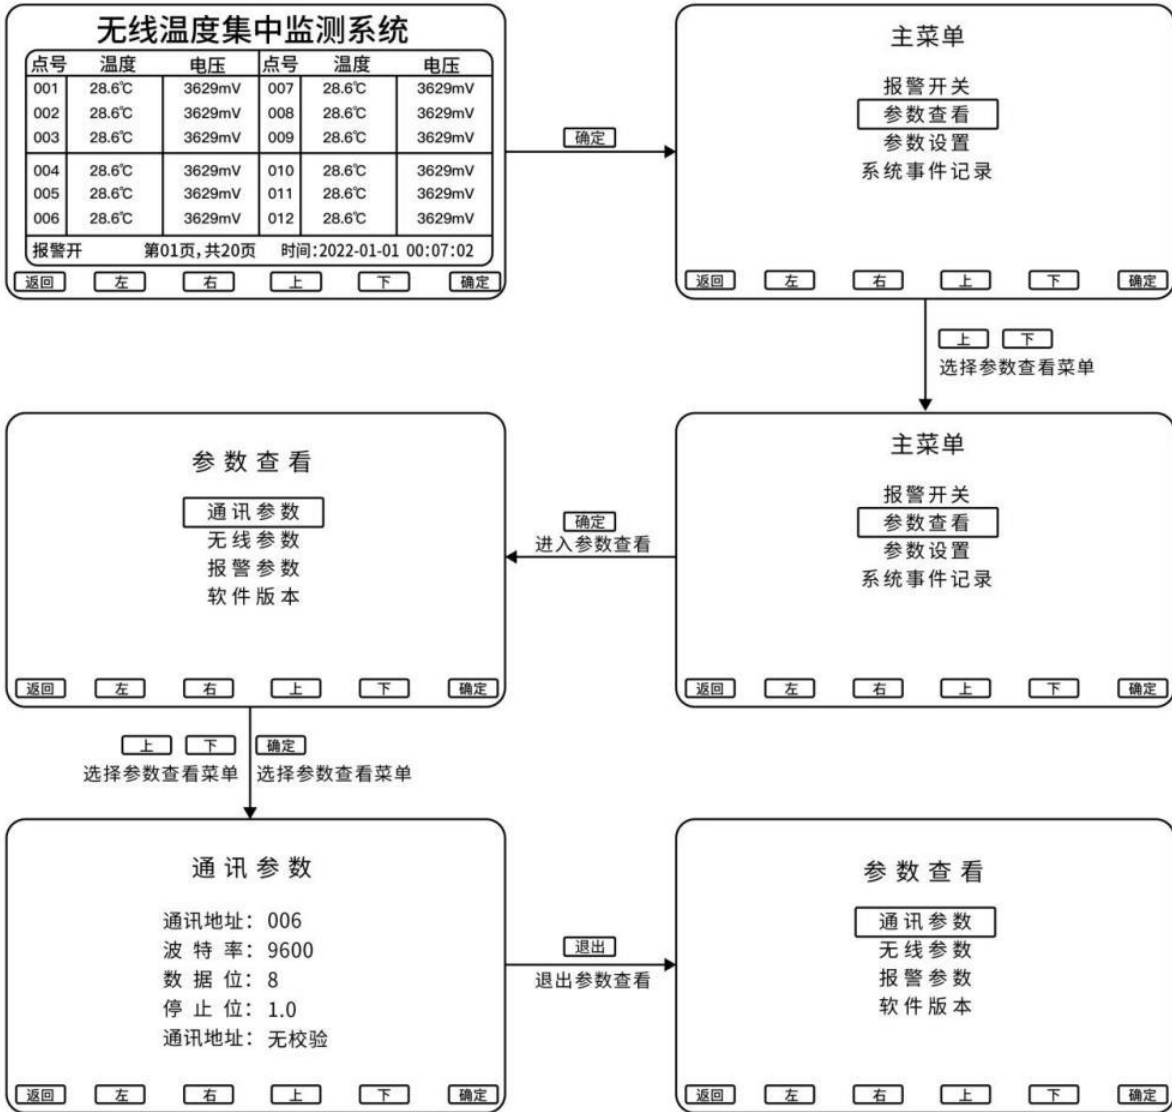 无线温度集中监测系统
点号 温度 电压 点号 温度 电压
001 28.6℃ 3629mV 007 28.6℃ 3629mV
002 28.6℃ 3629mV 008 28.6℃ 3629mV
003 28.6℃ 3629mV 009 28.6℃ 3629mV
004 28.6℃ 3629mV 010 28.6℃ 3629mV
005 28.6℃ 3629mV 011 28.6℃ 3629mV
006 28.6℃ 3629mV 012 28.6℃ 3629mV
报警开 第01页,共20页 时间:2022-01-01 00:07:02
返回 左 右 上 下 确定
确定
主菜单
报警开关
参数查看
参数设置
系统事件记录
返回 左 右 上 下 确定
上 下
选择参数查看菜单
主菜单
报警开关
参数查看
参数设置
系统事件记录
返回 左 右 上 下 确定
确定
进入参数查看
参数查看
通讯参数
无线参数
报警参数
软件版本
返回 左 右 上 下 确定
上 下 确定
选择参数查看菜单 选择参数查看菜单
通讯参数
通讯地址: 006
波特率: 9600
数据位: 8
停止位: 1.0
通讯地址: 无校验
返回 左 右 上 下 确定
退出
退出参数查看
参数查看
通讯参数
无线参数
报警参数
软件版本
返回 左 右 上 下 确定